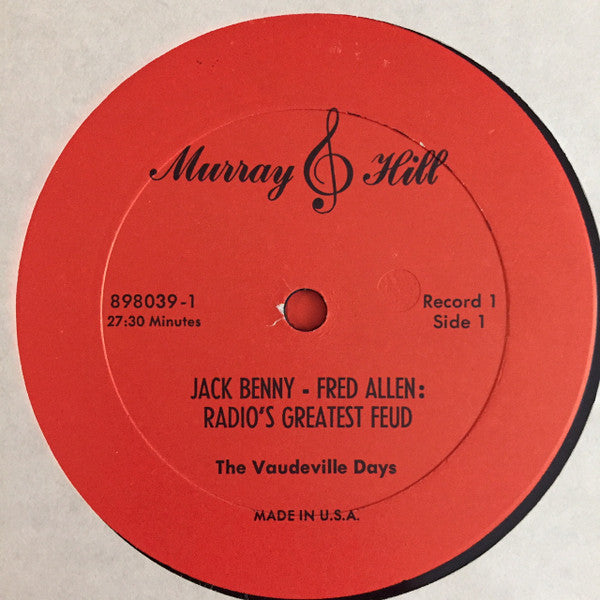 Murray Hill
898039-1
27:30 Minutes
Record 1
Side 1
JACK BENNY - FRED ALLEN:
RADIO'S GREATEST FEUD
The Vaudeville Days
MADE IN U.S.A.